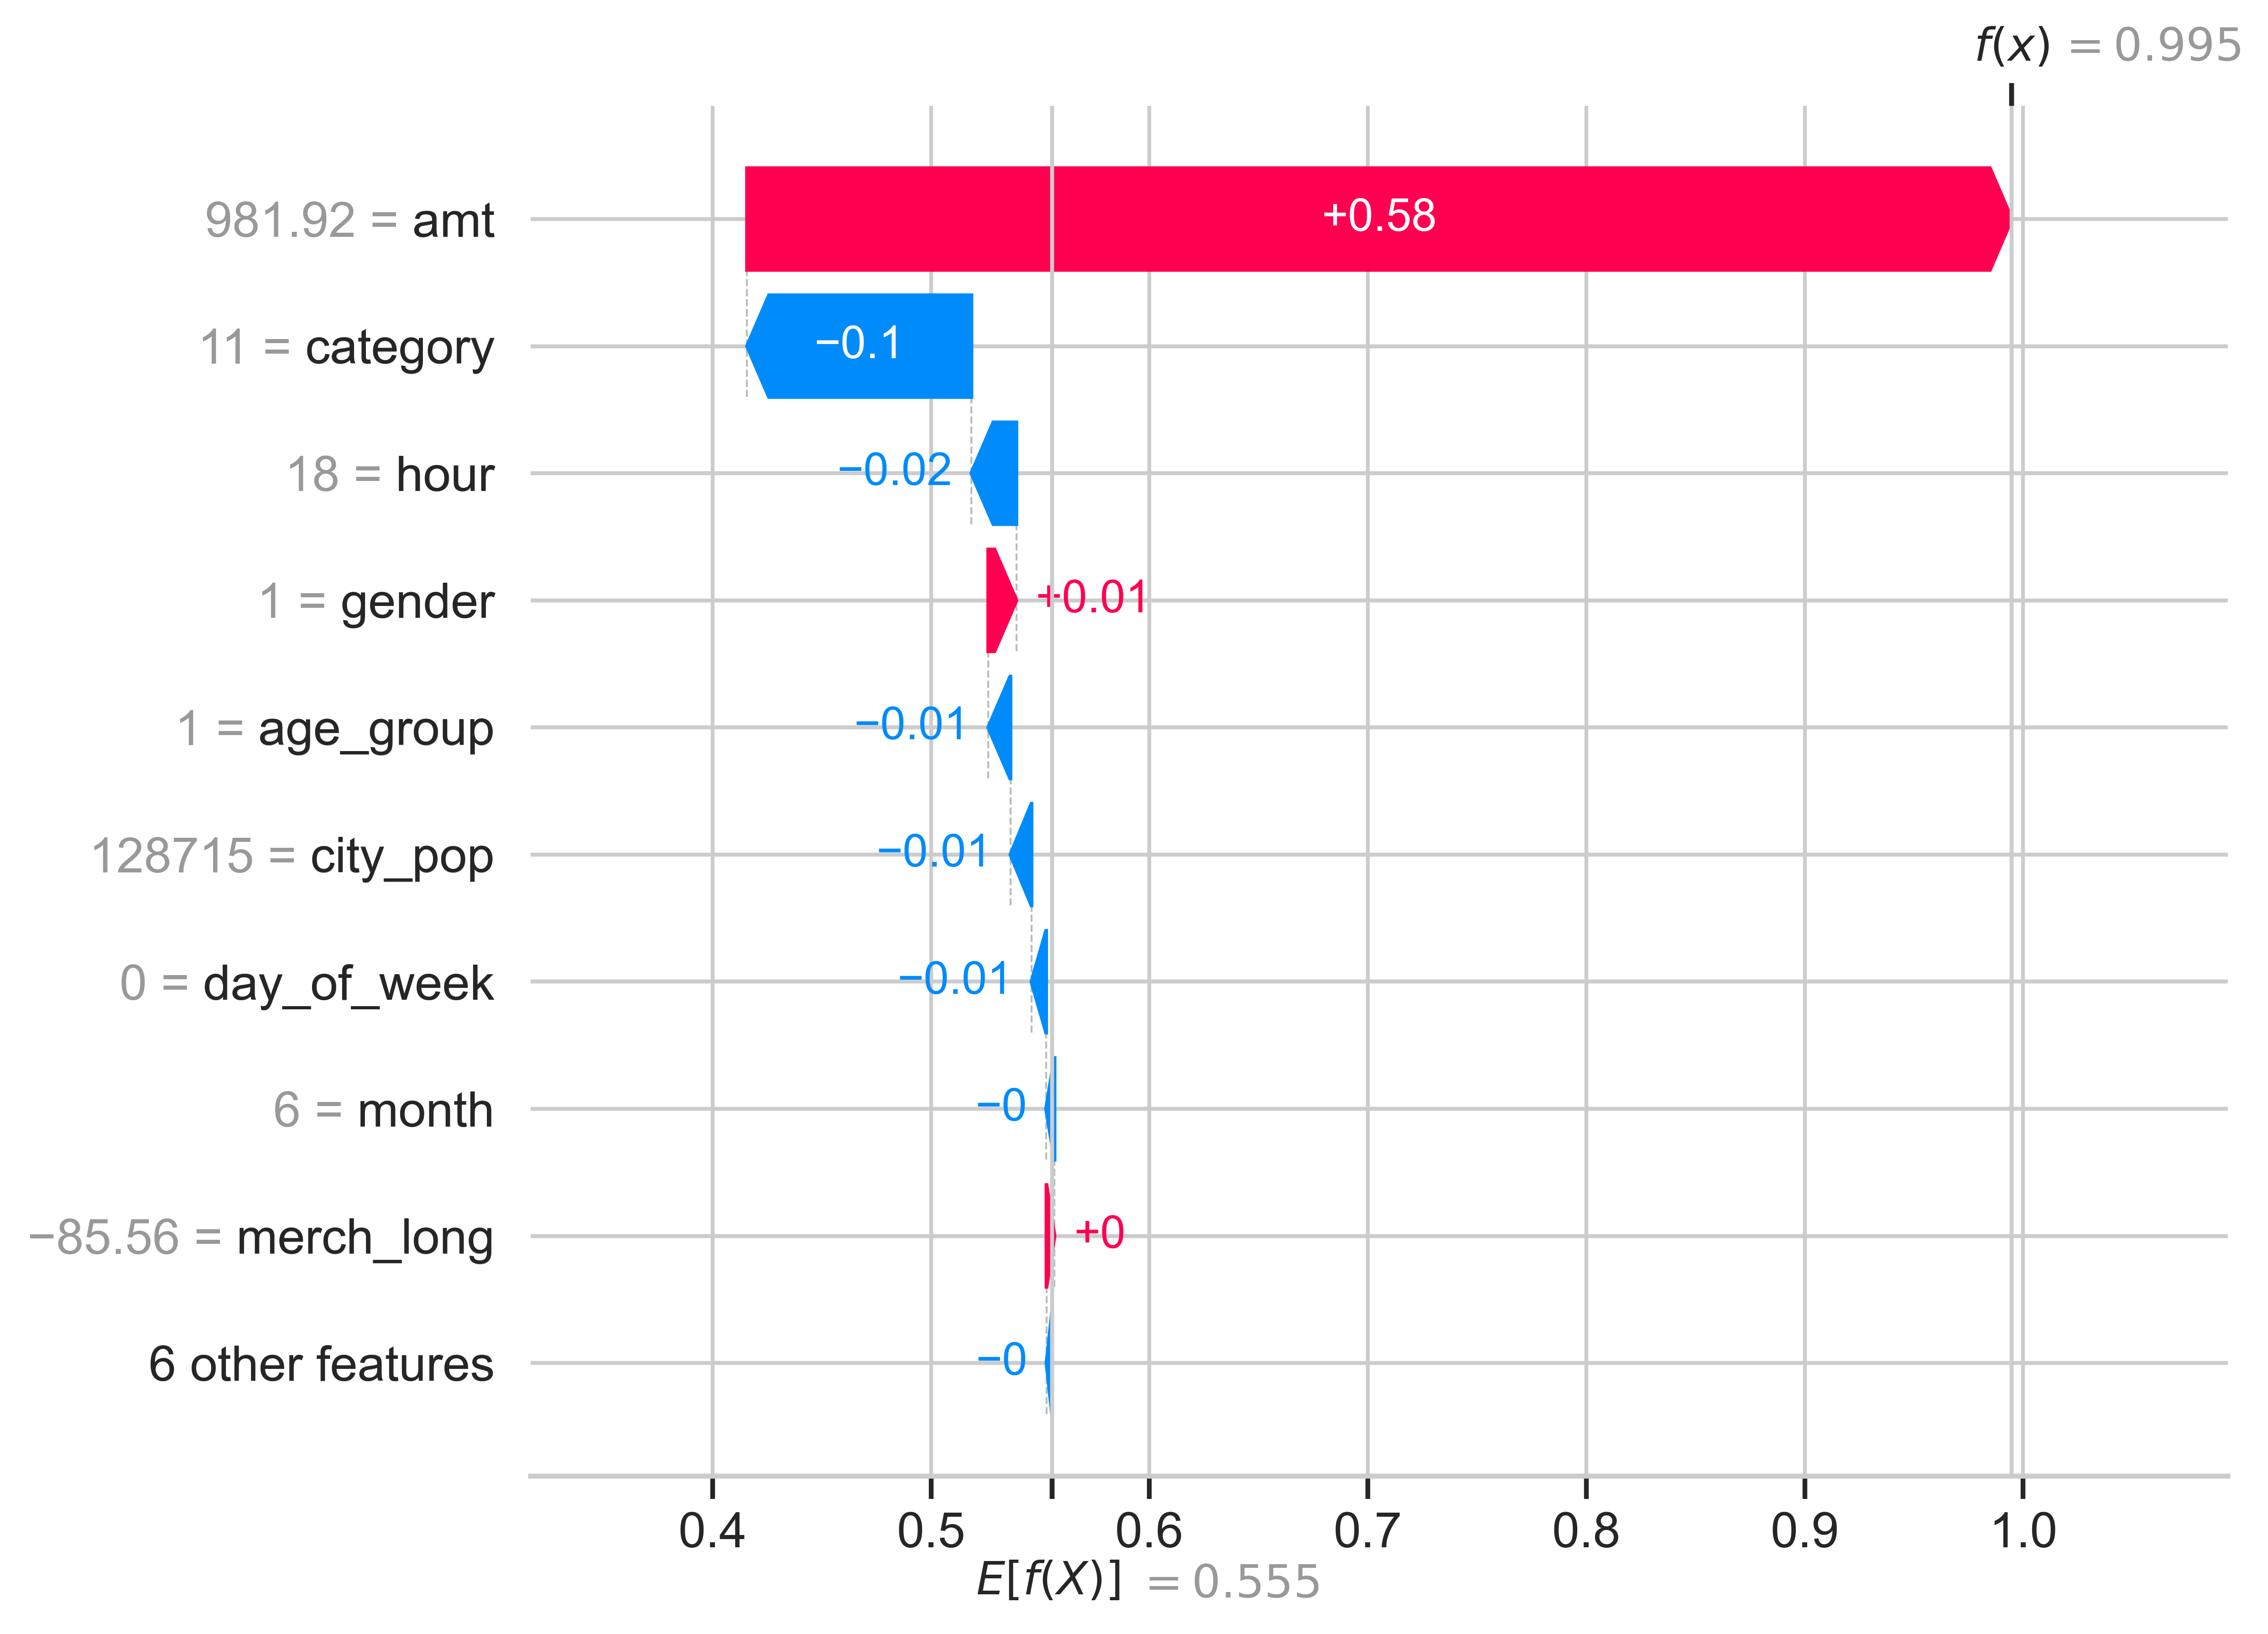 f(x) = 0.995
981.92 = amt
+0.58
11 = category
−0.1
18 = hour
−0.02
1 = gender
+0.01
1 = age_group
−0.01
128715 = city_pop
−0.01
0 = day_of_week
−0.01
6 = month
−0
−85.56 = merch_long
+0
6 other features
−0
0.4 0.5 0.6 0.7 0.8 0.9 1.0
E[f(X)] = 0.555